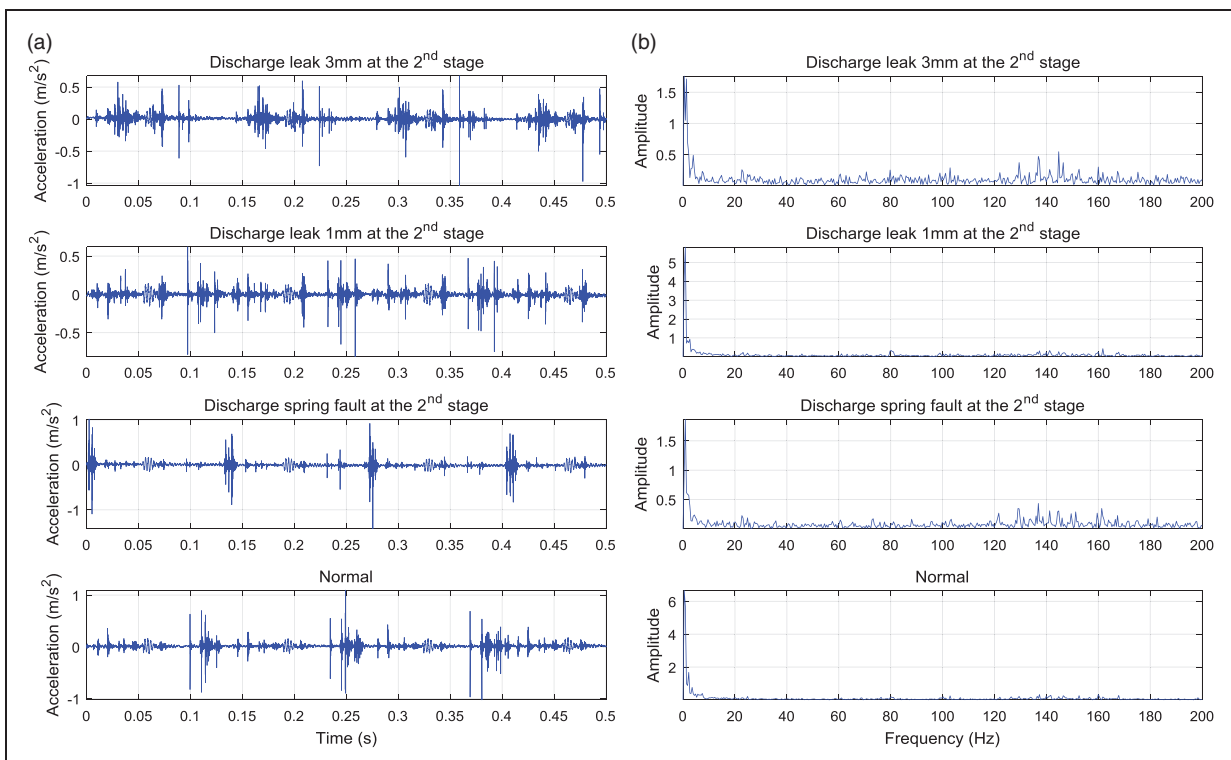 (a)
Discharge leak 3mm at the 2nd stage
Acceleration (m/s2)
0.5
0
-0.5
-1
0 0.05 0.1 0.15 0.2 0.25 0.3 0.35 0.4 0.45 0.5
Discharge leak 1mm at the 2nd stage
Acceleration (m/s2)
0.5
0
-0.5
0 0.05 0.1 0.15 0.2 0.25 0.3 0.35 0.4 0.45 0.5
Discharge spring fault at the 2nd stage
Acceleration (m/s2)
1
0
-1
0 0.05 0.1 0.15 0.2 0.25 0.3 0.35 0.4 0.45 0.5
Normal
Acceleration (m/s2)
1
0
-1
0 0.05 0.1 0.15 0.2 0.25 0.3 0.35 0.4 0.45 0.5
Time (s)
(b)
Discharge leak 3mm at the 2nd stage
Amplitude
1.5
1
0.5
0 20 40 60 80 100 120 140 160 180 200
Discharge leak 1mm at the 2nd stage
Amplitude
5
4
3
2
1
0 20 40 60 80 100 120 140 160 180 200
Discharge spring fault at the 2nd stage
Amplitude
1.5
1
0.5
0 20 40 60 80 100 120 140 160 180 200
Normal
Amplitude
6
4
2
0 20 40 60 80 100 120 140 160 180 200
Frequency (Hz)